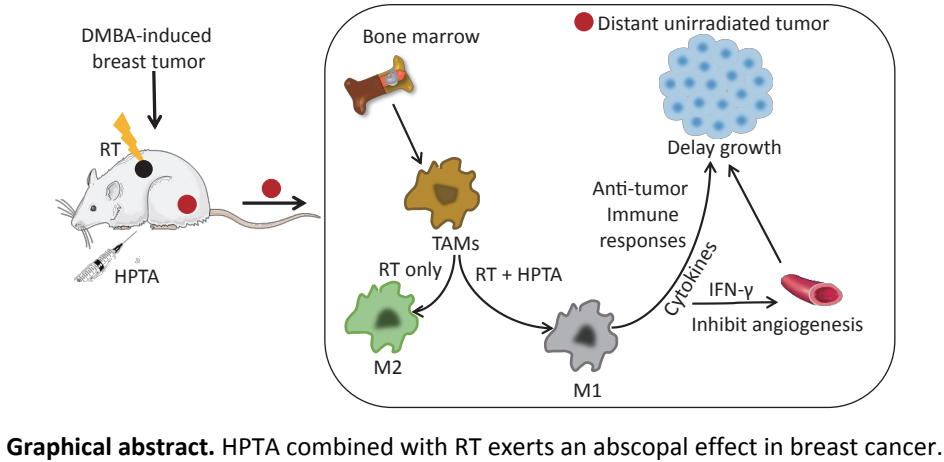 DMBA-induced
breast tumor
RT
HPTA
Bone marrow
TAMs
RT only
RT + HPTA
M2
M1
Distant unirradiated tumor
Delay growth
Anti-tumor
Immune
responses
Cytokines
IFN-γ
Inhibit angiogenesis
Graphical abstract. HPTA combined with RT exerts an abscopal effect in breast cancer.